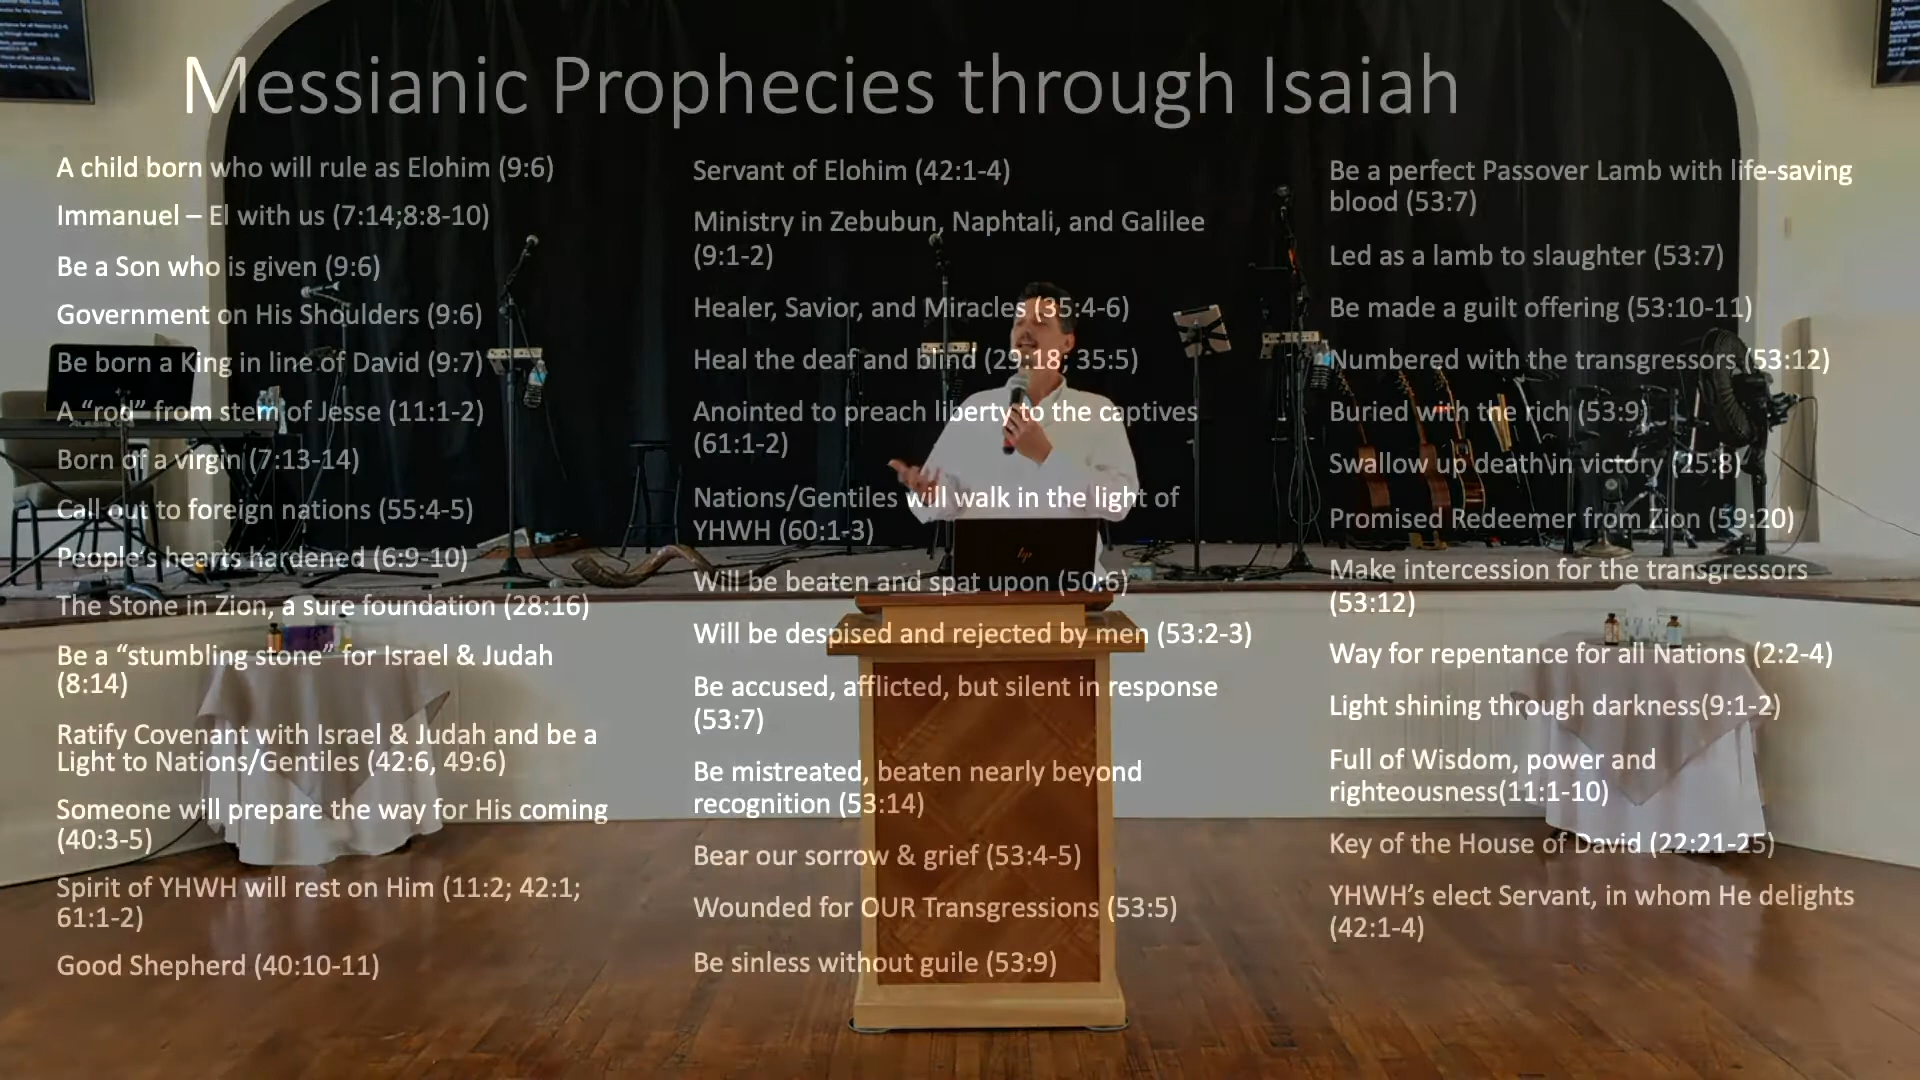 Messianic Prophecies through Isaiah
A child born who will rule as Elohim (9:6)
Immanuel – El with us (7:14;8:8-10)
Be a Son who is given (9:6)
Government on His Shoulders (9:6)
Be born a King in line of David (9:7)
A “rod” from stem of Jesse (11:1-2)
Born of a virgin (7:13-14)
Call out to foreign nations (55:4-5)
People’s hearts hardened (6:9-10)
The Stone in Zion, a sure foundation (28:16)
Be a “stumbling stone” for Israel & Judah
(8:14)
Ratify Covenant with Israel & Judah and be a
Light to Nations/Gentiles (42:6, 49:6)
Someone will prepare the way for His coming
(40:3-5)
Spirit of YHWH will rest on Him (11:2; 42:1;
61:1-2)
Good Shepherd (40:10-11)
Servant of Elohim (42:1-4)
Ministry in Zebubun, Naphtali, and Galilee
(9:1-2)
Healer, Savior, and Miracles (35:4-6)
Heal the deaf and blind (29:18; 35:5)
Anointed to preach liberty to the captives
(61:1-2)
Nations/Gentiles will walk in the light of
YHWH (60:1-3)
Will be beaten and spat upon (50:6)
Will be despised and rejected by men (53:2-3)
Be accused, afflicted, but silent in response
(53:7)
Be mistreated, beaten nearly beyond
recognition (53:14)
Bear our sorrow & grief (53:4-5)
Wounded for OUR Transgressions (53:5)
Be sinless without guile (53:9)
Be a perfect Passover Lamb with life-saving
blood (53:7)
Led as a lamb to slaughter (53:7)
Be made a guilt offering (53:10-11)
Numbered with the transgressors (53:12)
Buried with the rich (53:9)
Swallow up death in victory (25:8)
Promised Redeemer from Zion (59:20)
Make intercession for the transgressors
(53:12)
Way for repentance for all Nations (2:2-4)
Light shining through darkness(9:1-2)
Full of Wisdom, power and
righteousness(11:1-10)
Key of the House of David (22:21-25)
YHWH’s elect Servant, in whom He delights
(42:1-4)
hp